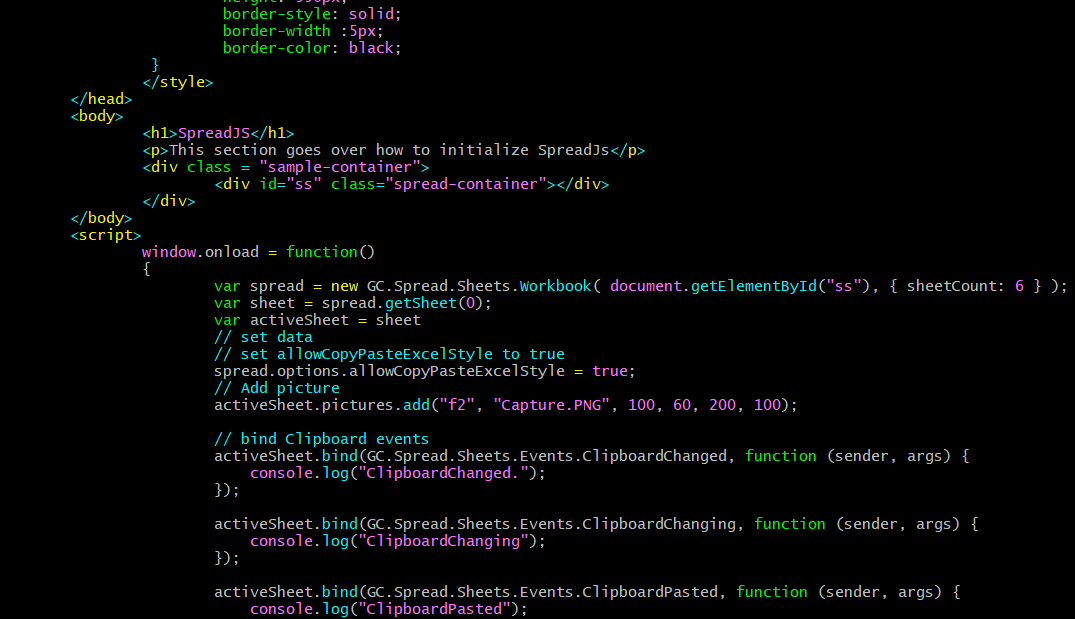 border-style: solid;
border-width :5px;
border-color: black;
}
</style>
</head>
<body>
<h1>SpreadJS</h1>
<p>This section goes over how to initialize SpreadJs</p>
<div class = "sample-container">
<div id="ss" class="spread-container"></div>
</div>
</body>
<script>
window.onload = function()
{
var spread = new GC.Spread.Sheets.Workbook( document.getElementById("ss"), { sheetCount: 6 } );
var sheet = spread.getSheet(0);
var activeSheet = sheet
// set data
// set allowCopyPasteExcelStyle to true
spread.options.allowCopyPasteExcelStyle = true;
// Add picture
activeSheet.pictures.add("f2", "Capture.PNG", 100, 60, 200, 100);
// bind Clipboard events
activeSheet.bind(GC.Spread.Sheets.Events.ClipboardChanged, function (sender, args) {
console.log("ClipboardChanged.");
});
activeSheet.bind(GC.Spread.Sheets.Events.ClipboardChanging, function (sender, args) {
console.log("ClipboardChanging");
});
activeSheet.bind(GC.Spread.Sheets.Events.ClipboardPasted, function (sender, args) {
console.log("ClipboardPasted");